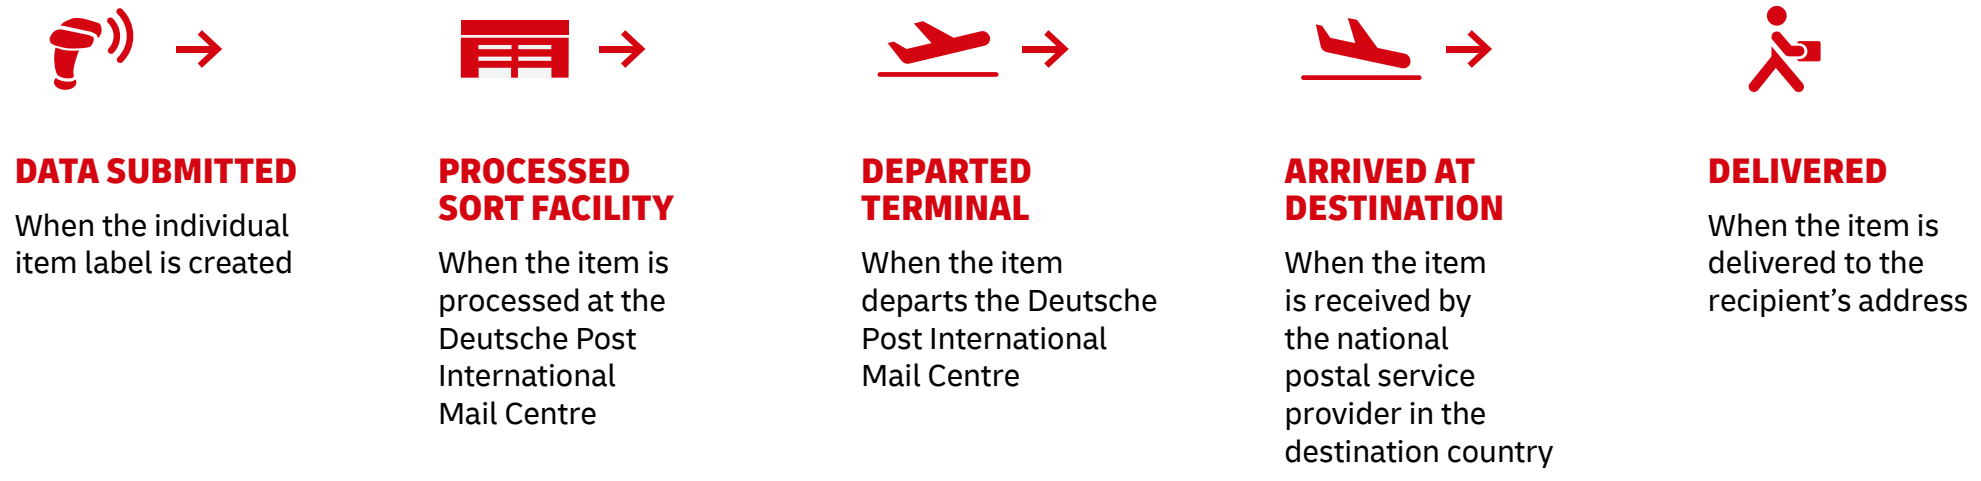 DATA SUBMITTED
When the individual
item label is created
PROCESSED
SORT FACILITY
When the item is
processed at the
Deutsche Post
International
Mail Centre
DEPARTED
TERMINAL
When the item
departs the Deutsche
Post International
Mail Centre
ARRIVED AT
DESTINATION
When the item
is received by
the national
postal service
provider in the
destination country
DELIVERED
When the item is
delivered to the
recipient’s address